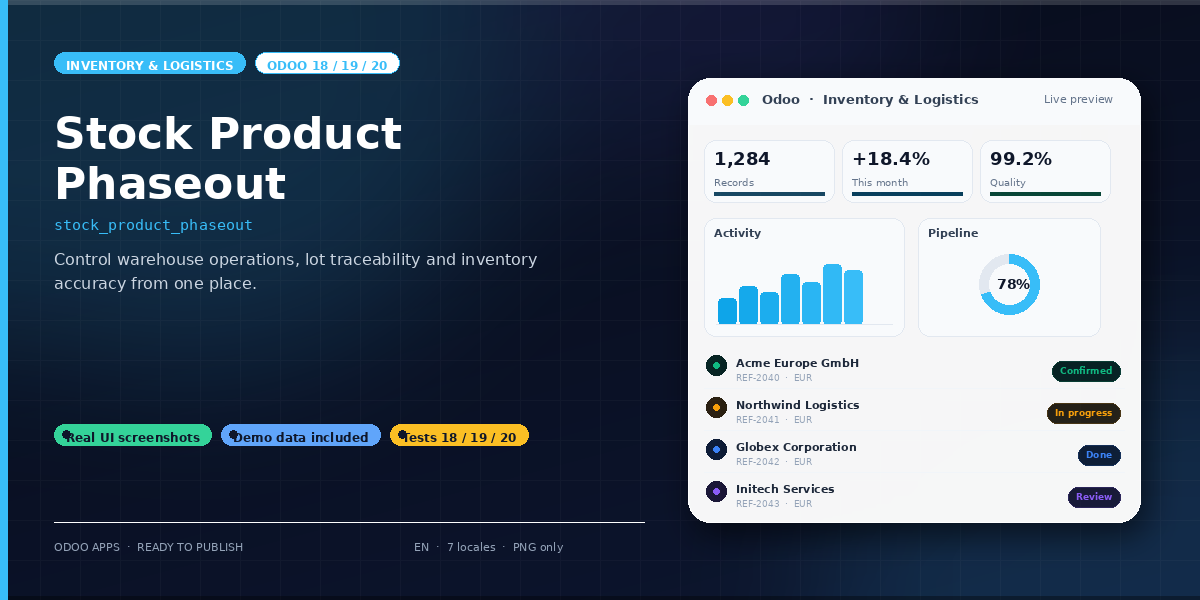 INVENTORY & LOGISTICS
ODOO 18 / 19 / 20
Stock Product
Phaseout
stock_product_phaseout
Control warehouse operations, lot traceability and inventory
accuracy from one place.
Real UI screenshots
Demo data included
Tests 18 / 19 / 20
ODOO APPS · READY TO PUBLISH
EN · 7 locales · PNG only
Odoo · Inventory & Logistics
Live preview
1,284
Records
+18.4%
This month
99.2%
Quality
Activity
Pipeline
78%
Acme Europe GmbH
REF-2040 · EUR
Confirmed
Northwind Logistics
REF-2041 · EUR
In progress
Globex Corporation
REF-2042 · EUR
Done
Initech Services
REF-2043 · EUR
Review